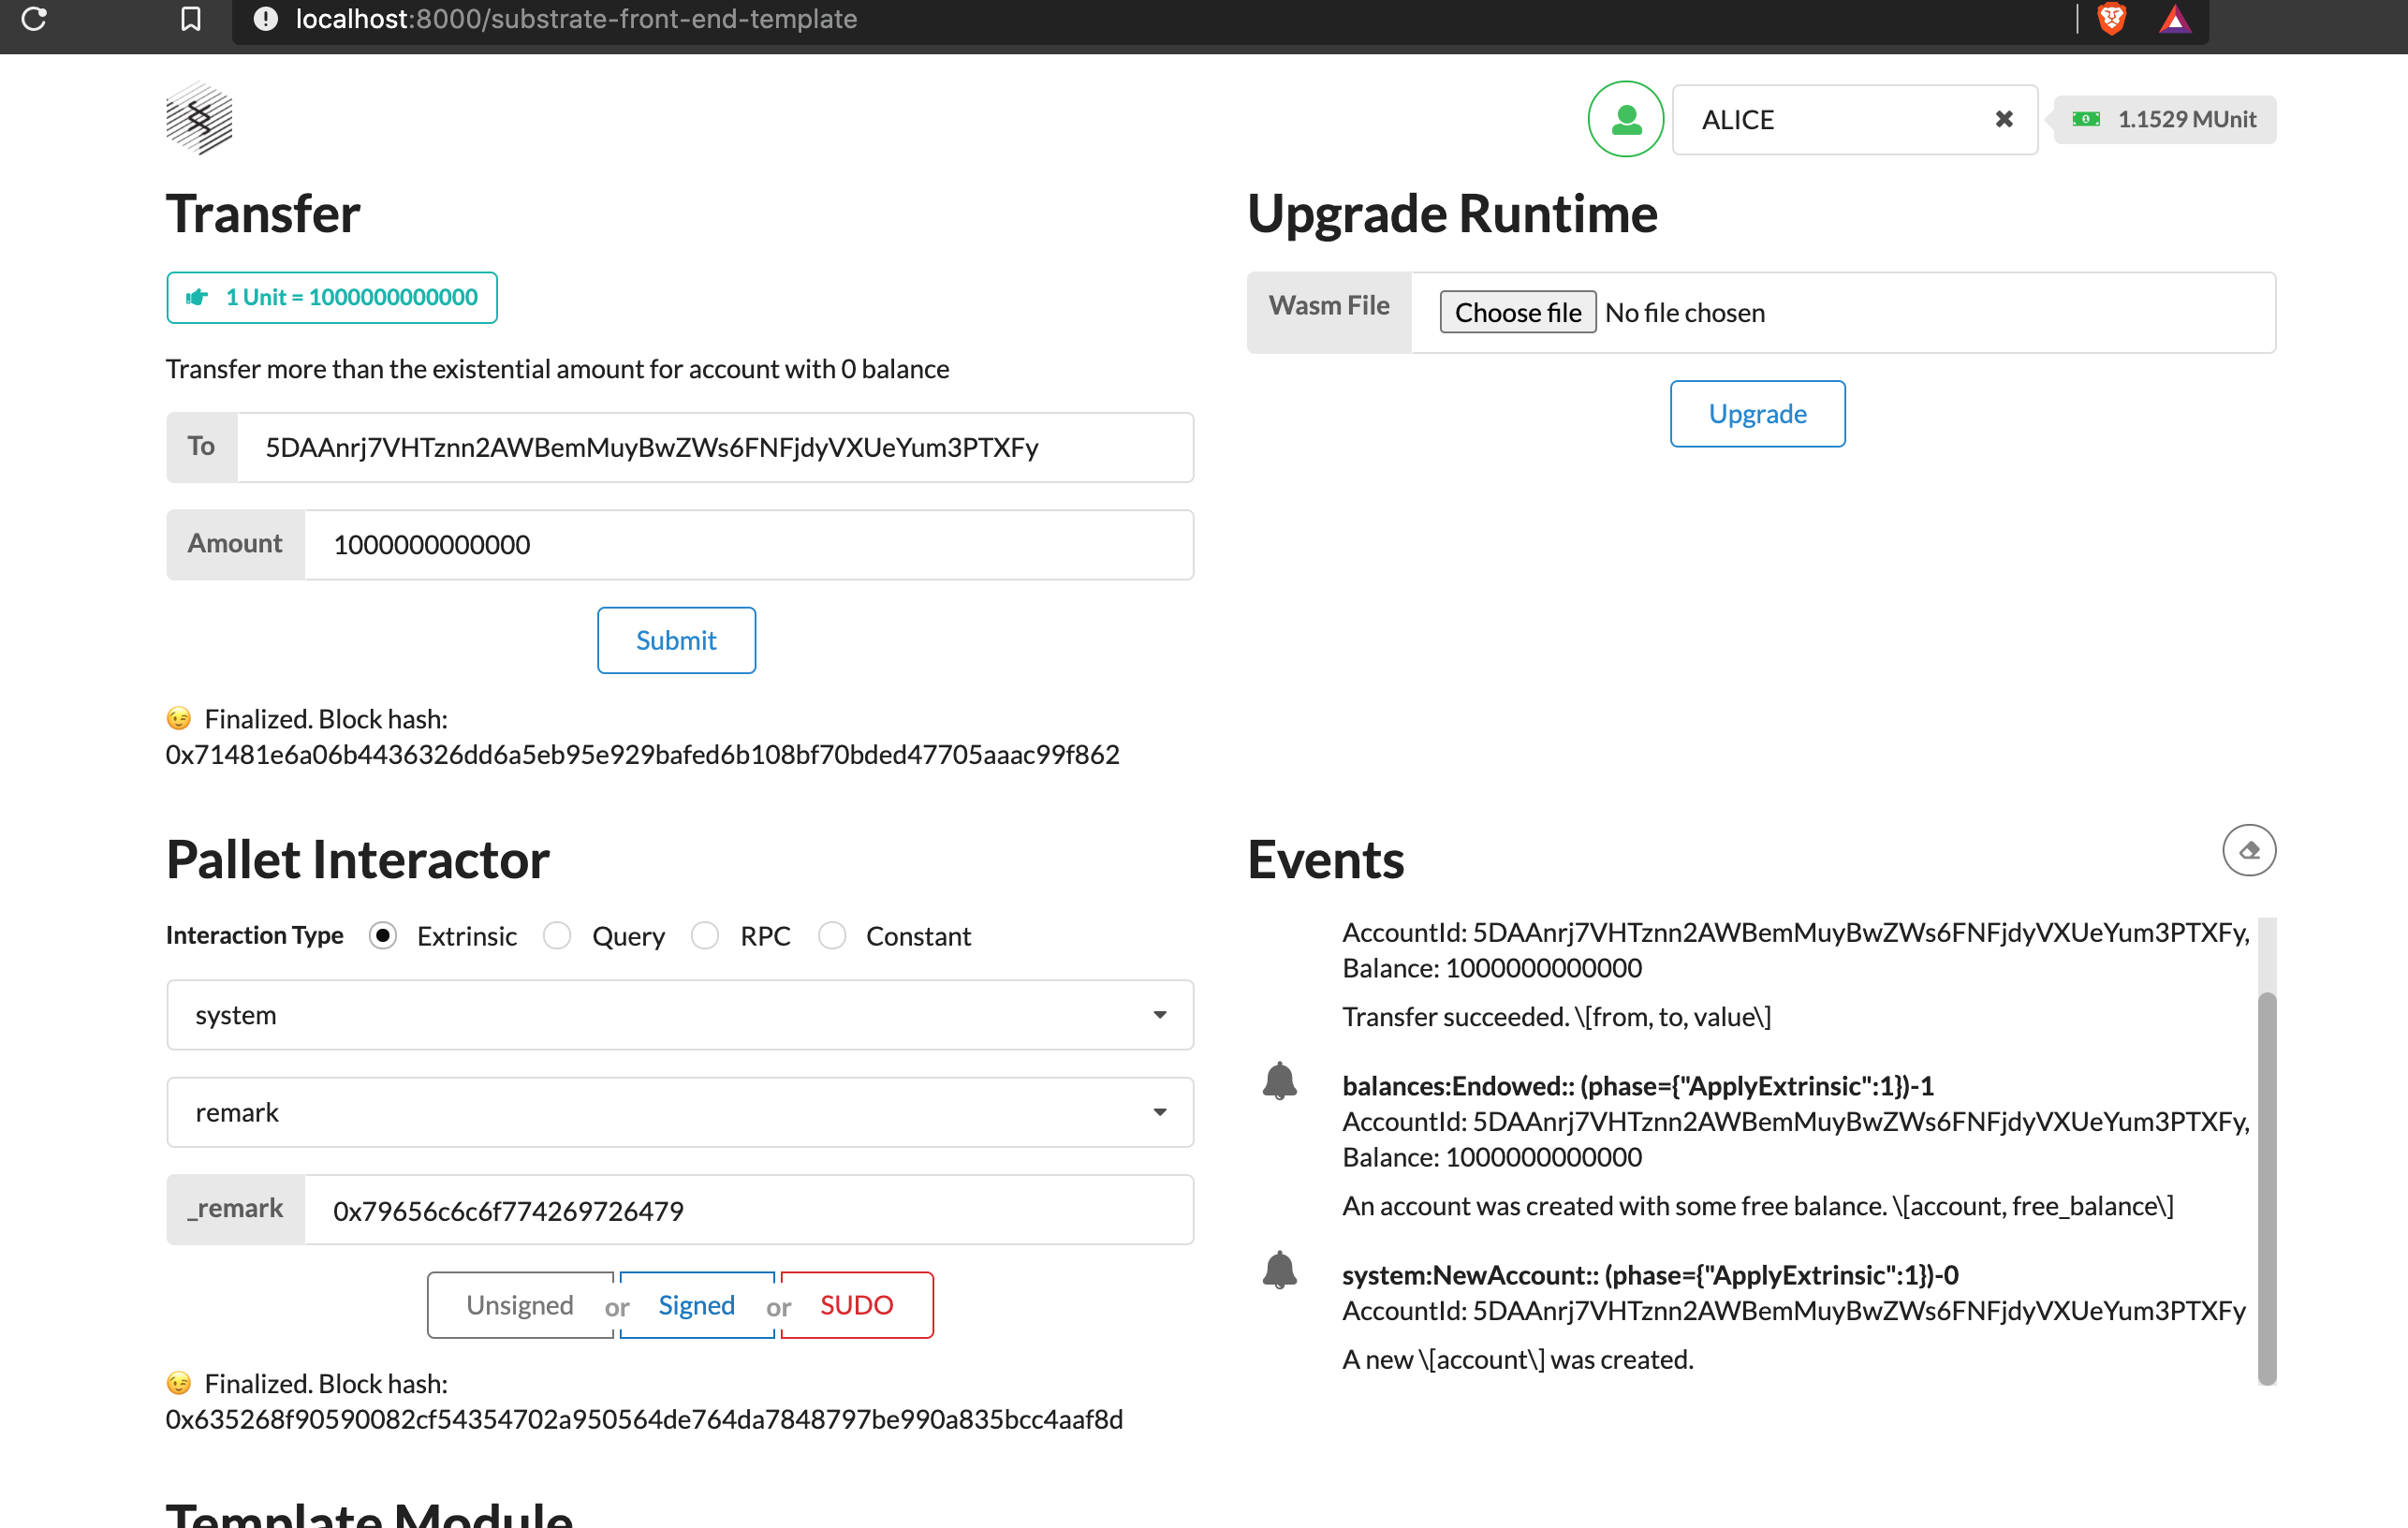 localhost:8000/substrate-front-end-template
ALICE
1.1529 MUnit
Transfer
1 Unit = 1000000000000
Transfer more than the existential amount for account with 0 balance
To
5DAAnrj7VHTznn2AWBemMuyBwZWs6FNFjdyVXUeYum3PTXFy
Amount
1000000000000
Submit
😉 Finalized. Block hash:
0x71481e6a06b4436326dd6a5eb95e929bafed6b108bf70bded47705aaac99f862
Upgrade Runtime
Wasm File
Choose file No file chosen
Upgrade
Pallet Interactor
Interaction Type Extrinsic Query RPC Constant
system
remark
_remark
0x79656c6c6f774269726479
Unsigned or Signed or SUDO
😉 Finalized. Block hash:
0x635268f90590082cf54354702a950564de764da7848797be990a835bcc4aaf8d
Events
AccountId: 5DAAnrj7VHTznn2AWBemMuyBwZWs6FNFjdyVXUeYum3PTXFy,
Balance: 1000000000000
Transfer succeeded. \[from, to, value\]
balances:Endowed:: (phase={"ApplyExtrinsic":1})-1
AccountId: 5DAAnrj7VHTznn2AWBemMuyBwZWs6FNFjdyVXUeYum3PTXFy,
Balance: 1000000000000
An account was created with some free balance. \[account, free_balance\]
system:NewAccount:: (phase={"ApplyExtrinsic":1})-0
AccountId: 5DAAnrj7VHTznn2AWBemMuyBwZWs6FNFjdyVXUeYum3PTXFy
A new \[account\] was created.
Template Module